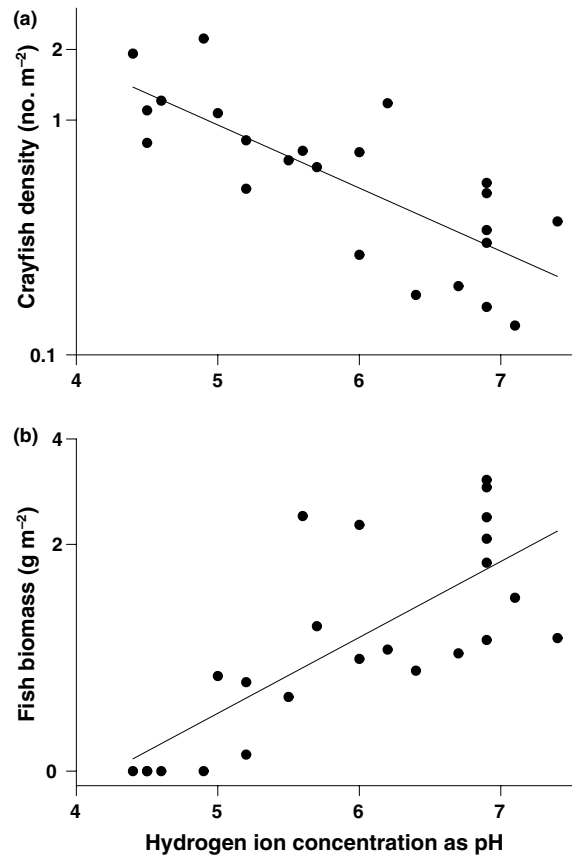 (a)
Crayfish density (no. m⁻²)
2
1
0.1
4 5 6 7
(b)
Fish biomass (g m⁻²)
4
2
0
4 5 6 7
Hydrogen ion concentration as pH